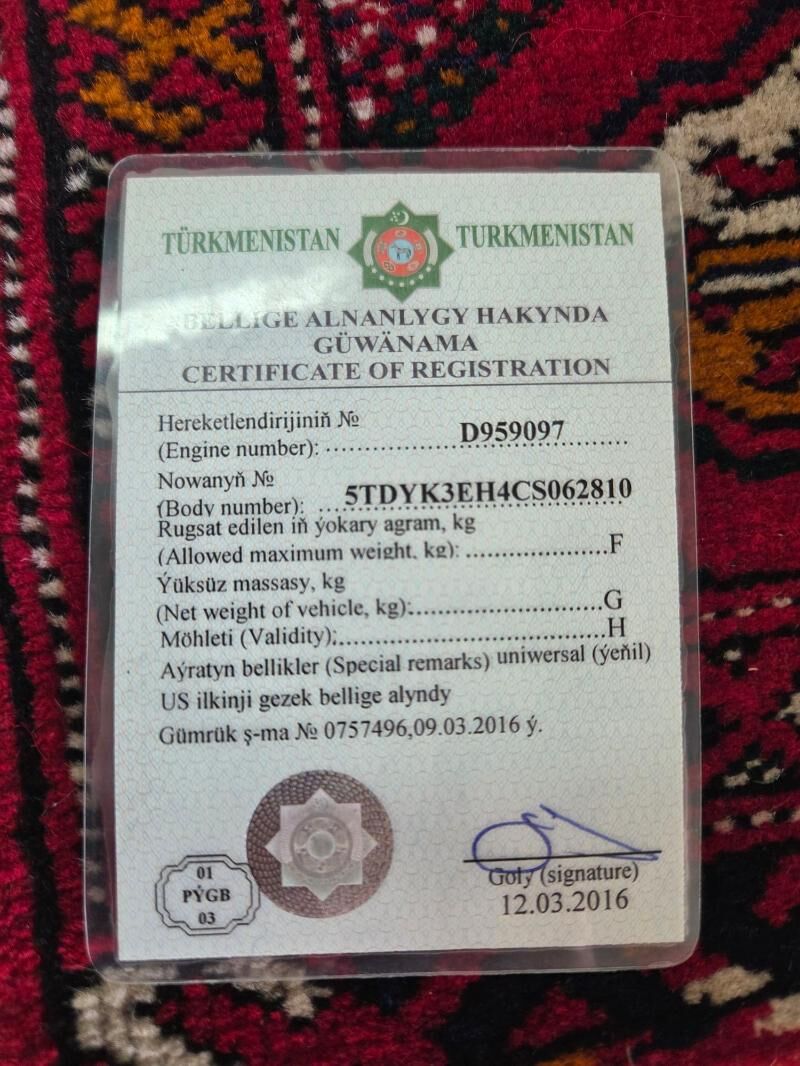 TÜRKMENISTAN TURKMENISTAN
BELLIGE ALNANLYGY HAKYNDA
GÜWÄNAMA
CERTIFICATE OF REGISTRATION
Hereketlendirijiniň №
(Engine number): D959097
Nowanyň №
(Body number): 5TDYK3EH4CS062810
Rugsat edilen iň ýokary agram, kg
(Allowed maximum weight, kg): F
Ýüksüz massasy, kg
(Net weight of vehicle, kg): G
Möhleti (Validity): H
Aýratyn bellikler (Special remarks) uniwersal (ýeňil)
US ilkinji gezek bellige alyndy
Gümrük ş-ma № 0757496,09.03.2016 ý.
01
PÝGB
03
Goly (signature)
12.03.2016